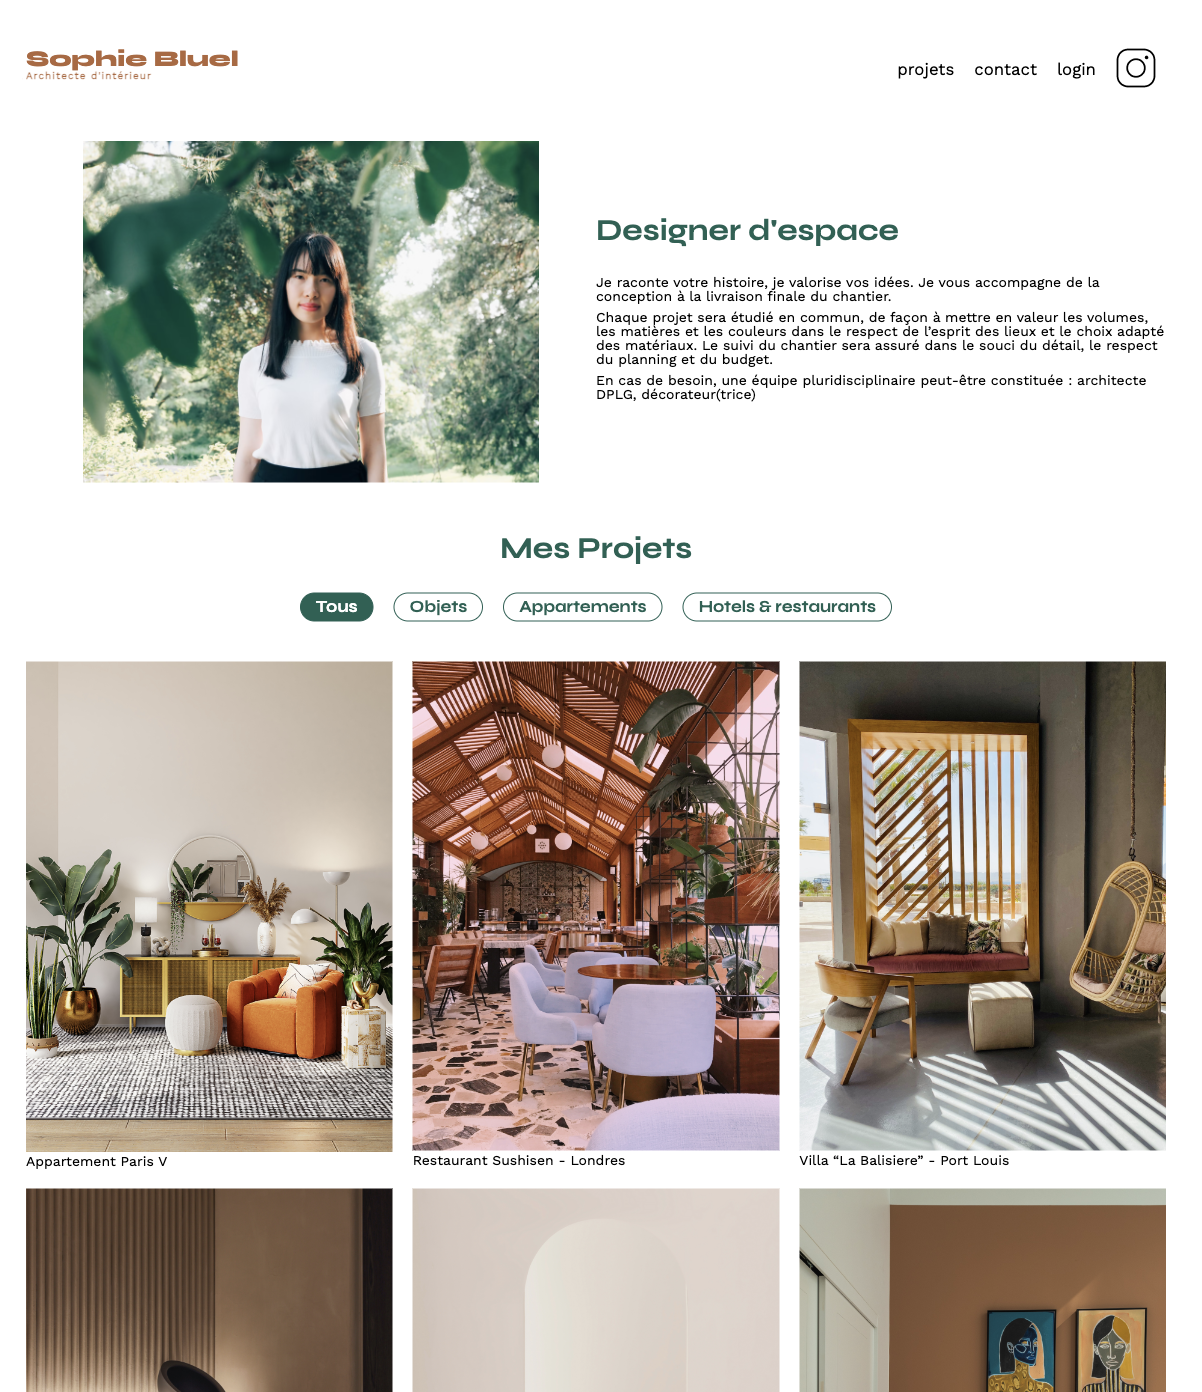 Sophie Bluel
Architecte d'intérieur
projets contact login
Designer d'espace
Je raconte votre histoire, je valorise vos idées. Je vous accompagne de la
conception à la livraison finale du chantier.
Chaque projet sera étudié en commun, de façon à mettre en valeur les volumes,
les matières et les couleurs dans le respect de l’esprit des lieux et le choix adapté
des matériaux. Le suivi du chantier sera assuré dans le souci du détail, le respect
du planning et du budget.
En cas de besoin, une équipe pluridisciplinaire peut-être constituée : architecte
DPLG, décorateur(trice)
Mes Projets
Tous Objets Appartements Hotels & restaurants
Appartement Paris V
Restaurant Sushisen - Londres
Villa “La Balisiere” - Port Louis